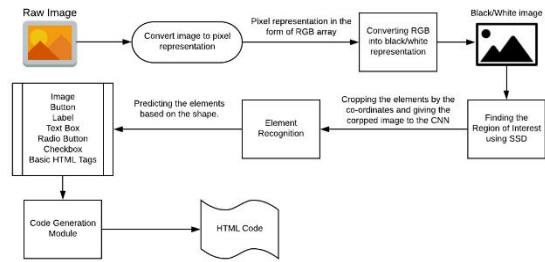 Raw Image
Convert image to pixel
representation
Pixel representation in the
form of RGB array
Converting RGB
into black/white
representation
Black/White image
Image
Button
Label
Text Box
Radio Button
Checkbox
Basic HTML Tags
Predicting the elements
based on the shape.
Element
Recognition
Cropping the elements by the
co-ordinates and giving the
corpped image to the CNN
Finding the
Region of Interest
using SSD
Code Generation
Module
HTML Code